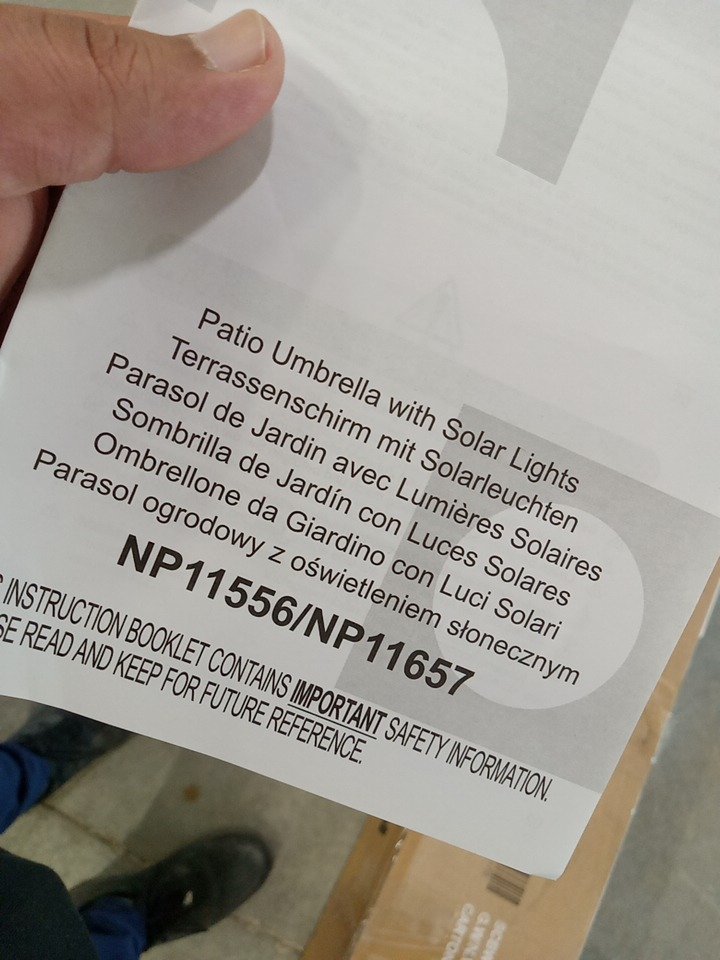 Patio Umbrella with Solar Lights
Terrassenschirm mit Solarleuchten
Parasol de Jardin avec Lumières Solaires
Sombrilla de Jardín con Luces Solares
Ombrellone da Giardino con Luci Solari
Parasol ogrodowy z oświetleniem słonecznym
NP11556/NP11657
INSTRUCTION BOOKLET CONTAINS IMPORTANT SAFETY INFORMATION.
READ AND KEEP FOR FUTURE REFERENCE.